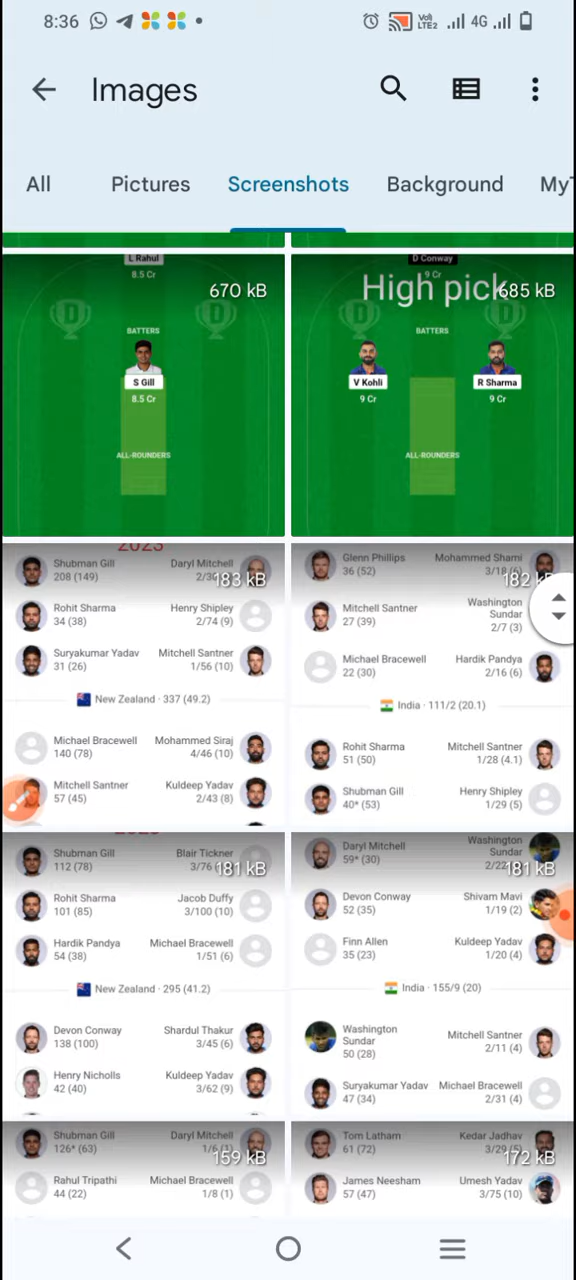 8:36
Vo)) LTE2 4G
Images
All Pictures Screenshots Background
L Rahul
8.5 Cr
670 kB
BATTERS
S Gill
8.5 Cr
ALL-ROUNDERS
D Conway
9 Cr
High pick
685 kB
BATTERS
V Kohli
9 Cr
R Sharma
9 Cr
ALL-ROUNDERS
2023
183 kB
Shubman Gill Daryl Mitchell
208 (149)
Rohit Sharma Henry Shipley
34 (38) 2/74 (9)
Suryakumar Yadav Mitchell Santner
31 (26) 1/56 (10)
New Zealand · 337 (49.2)
Michael Bracewell Mohammed Siraj
140 (78) 4/46 (10)
Mitchell Santner Kuldeep Yadav
57 (45) 2/43 (8)
Glenn Phillips Mohammed Shami
36 (52) 3/18 (6)
182 kB
Mitchell Santner Washington
Sundar
27 (39) 2/7 (3)
Michael Bracewell Hardik Pandya
22 (30) 2/16 (6)
India · 111/2 (20.1)
Rohit Sharma Mitchell Santner
51 (50) 1/28 (4.1)
Shubman Gill Henry Shipley
40* (53) 1/29 (5)
Shubman Gill Blair Tickner
112 (78) 3/76
181 kB
Rohit Sharma Jacob Duffy
101 (85) 3/100 (10)
Hardik Pandya Michael Bracewell
54 (38) 1/51 (6)
New Zealand · 295 (41.2)
Devon Conway Shardul Thakur
138 (100) 3/45 (6)
Henry Nicholls Kuldeep Yadav
42 (40) 3/62 (9)
Daryl Mitchell Washington
Sundar
59* (30)
181 kB
Devon Conway Shivam Mavi
52 (35) 1/19 (2)
Finn Allen Kuldeep Yadav
35 (23) 1/20 (4)
India · 155/9 (20)
Washington
Sundar Mitchell Santner
50 (28) 2/11 (4)
Suryakumar Yadav Michael Bracewell
47 (34) 2/31 (4)
Shubman Gill Daryl Mitchell
126* (63) 1/6 (1)
159 kB
Rahul Tripathi Michael Bracewell
44 (22) 1/8 (1)
Tom Latham Kedar Jadhav
61 (72)
172 kB
James Neesham Umesh Yadav
57 (47) 3/75 (10)